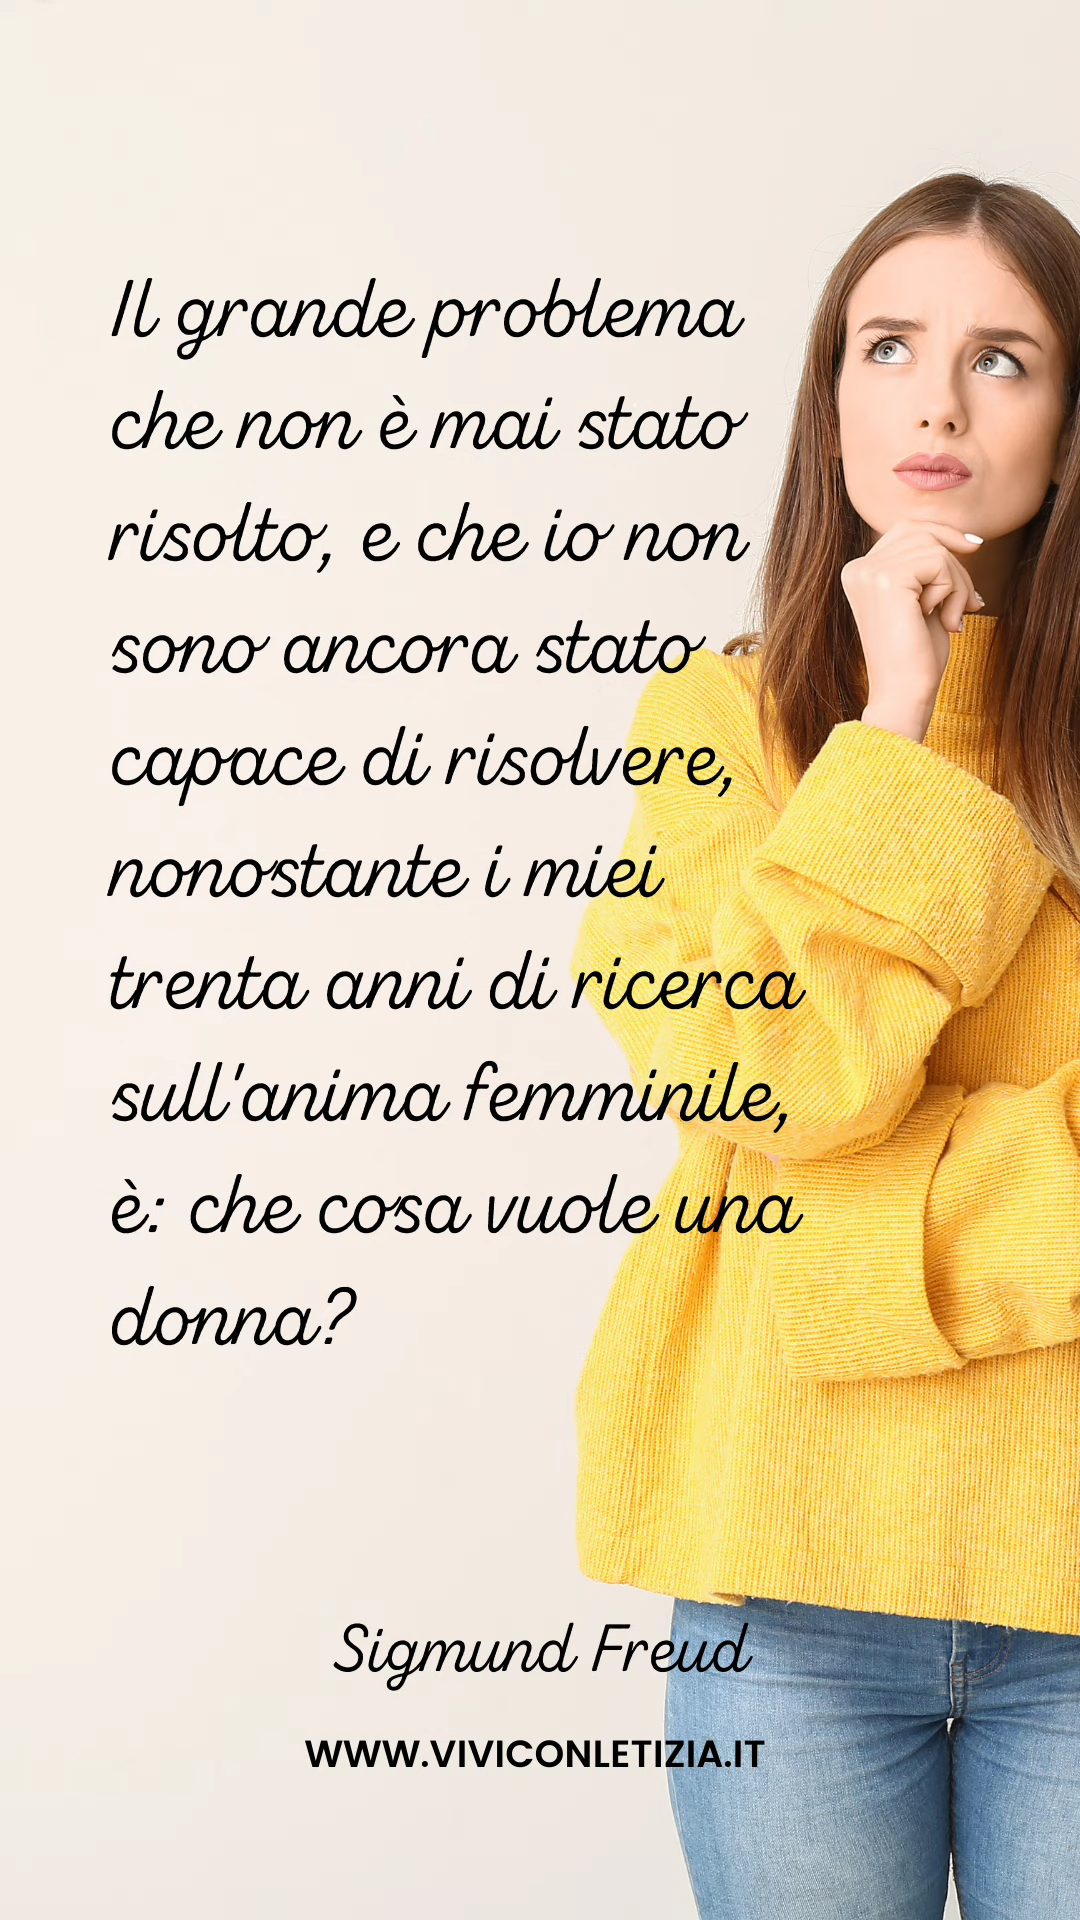 Il grande problema
che non è mai stato
risolto, e che io non
sono ancora stato
capace di risolvere,
nonostante i miei
trenta anni di ricerca
sull'anima femminile,
è: che cosa vuole una
donna?
Sigmund Freud
WWW.VIVICONLETIZIA.IT